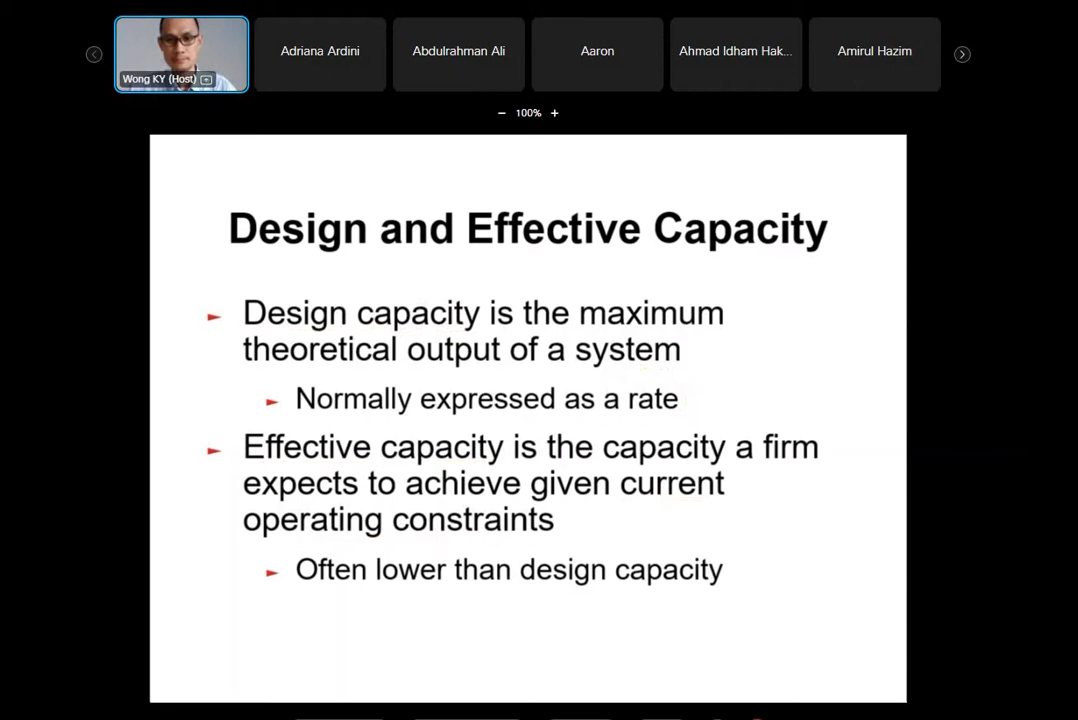 Wong KY (Host)
Adriana Ardini
Abdulrahman Ali
Aaron
Ahmad Idham Hak...
Amirul Hazim
− 100% +
Design and Effective Capacity
Design capacity is the maximum
theoretical output of a system
Normally expressed as a rate
Effective capacity is the capacity a firm
expects to achieve given current
operating constraints
Often lower than design capacity